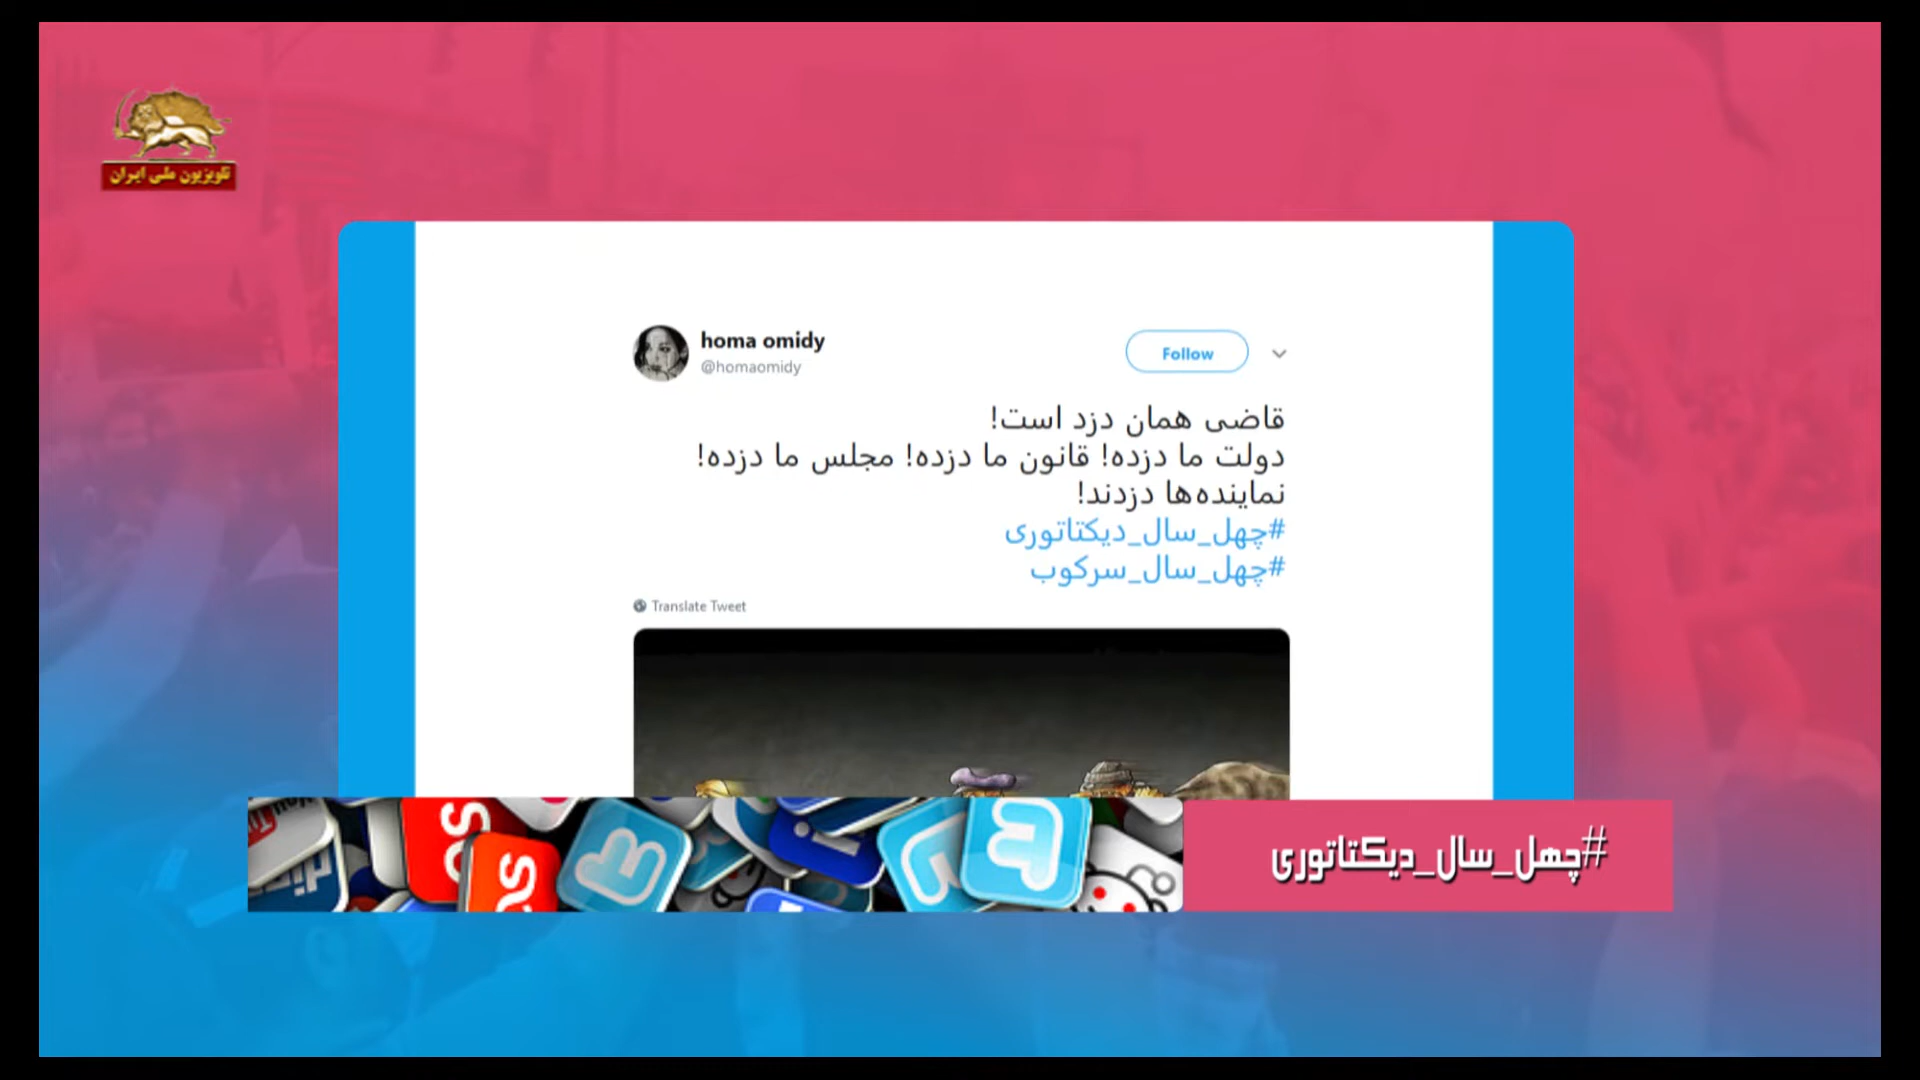 تلویزیون ملی ایران
homa omidy
@homaomidy
Follow
قاضی همان دزد است!
دولت ما دزده! قانون ما دزده! مجلس ما دزده!
نماینده‌ها دزدند!
#چهل_سال_دیکتاتوری
#چهل_سال_سرکوب
Translate Tweet
#چهل_سال_دیکتاتوری